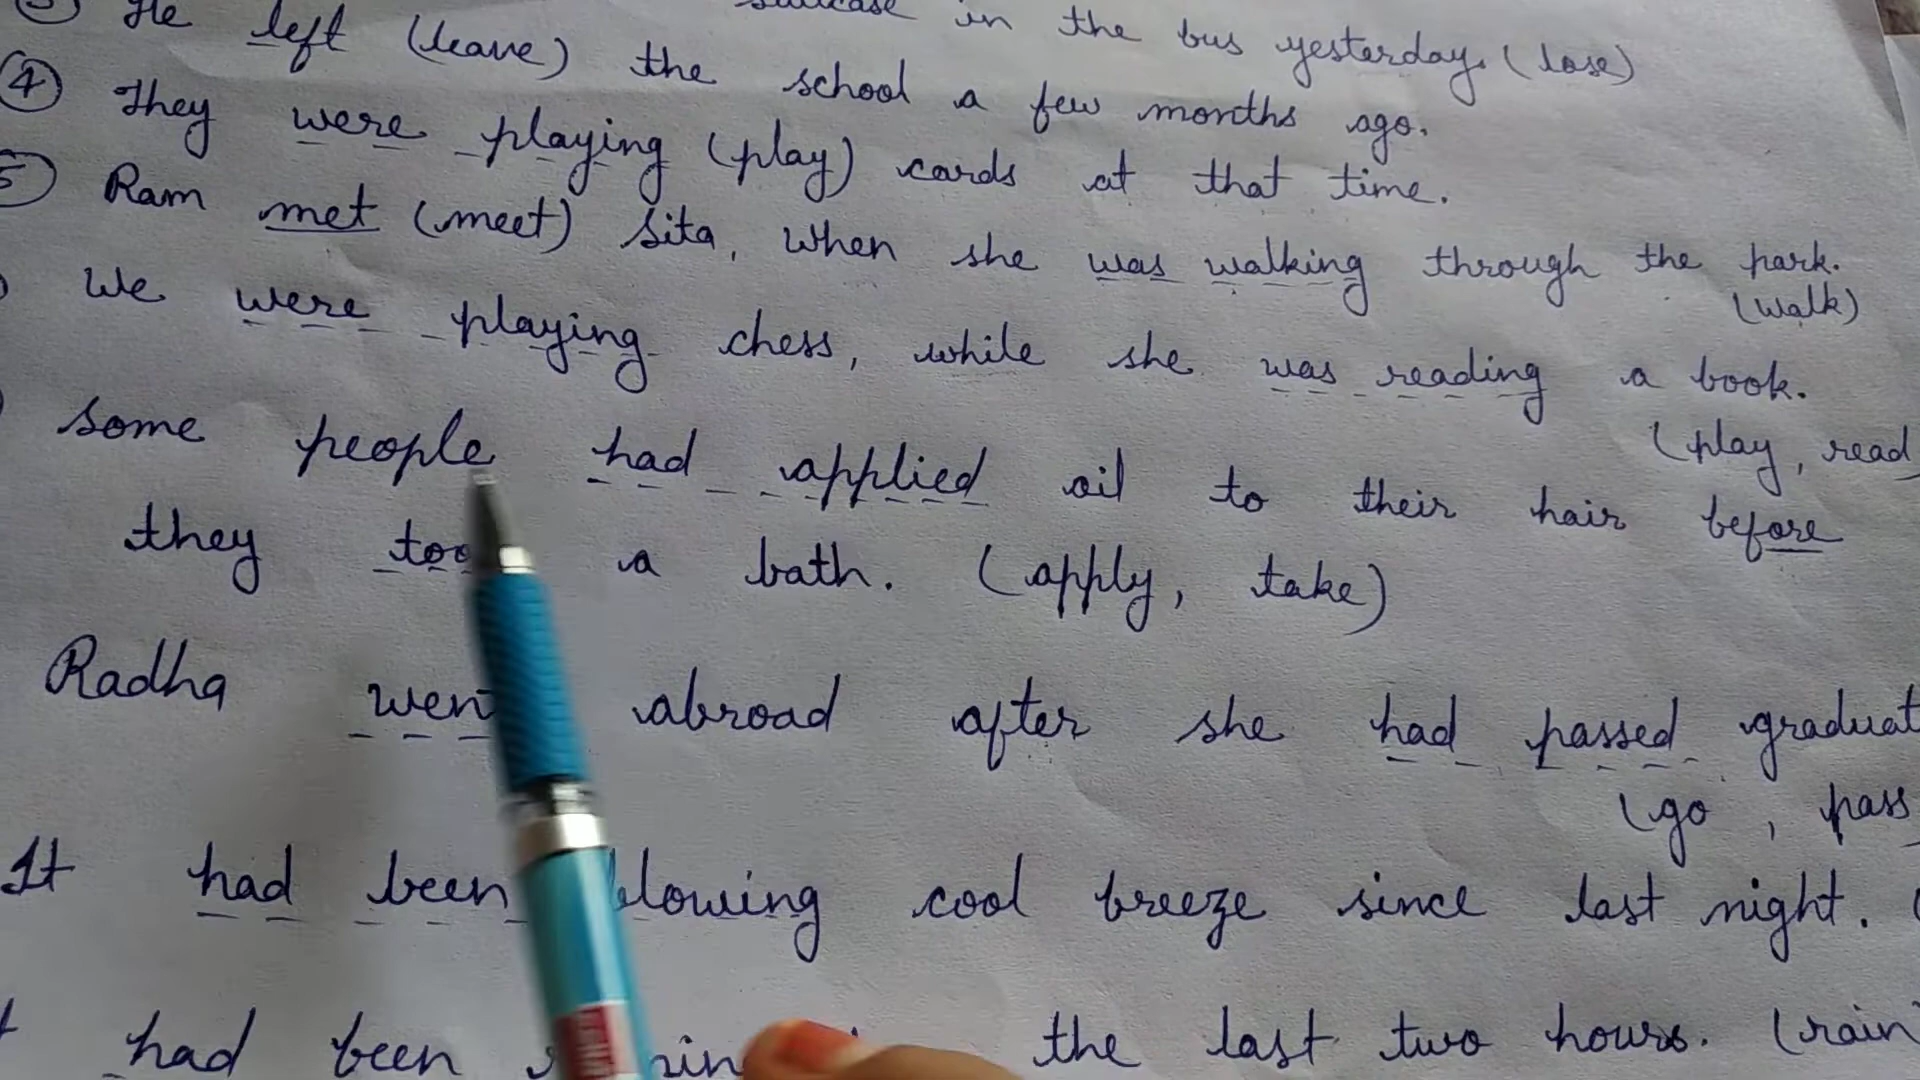 suitcase in the bus yesterday. (lose)
3 He left (leave) the school a few months ago.
4 They were playing (play) cards at that time.
5 Ram met (meet) Sita, when she was walking through the park.
(walk)
We were playing chess, while she was reading a book.
(play, read
Some people had applied oil to their hair before
they a bath. (apply, take)
Radha abroad after she had passed
(go, pass
It had been blowing cool breeze since last night. (
had been the last two hours. (rain